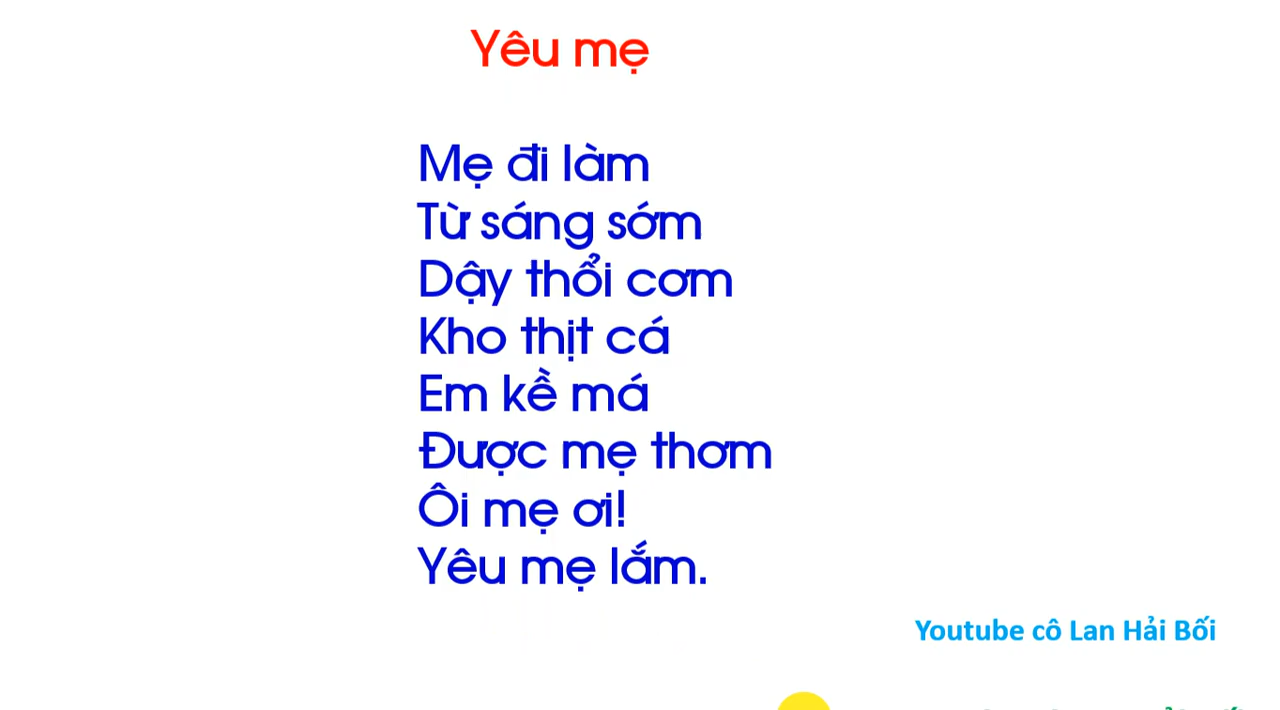 Yêu mẹ
Mẹ đi làm
Từ sáng sớm
Dậy thổi cơm
Kho thịt cá
Em kề má
Được mẹ thơm
Ôi mẹ ơi!
Yêu mẹ lắm.
Youtube cô Lan Hải Bối